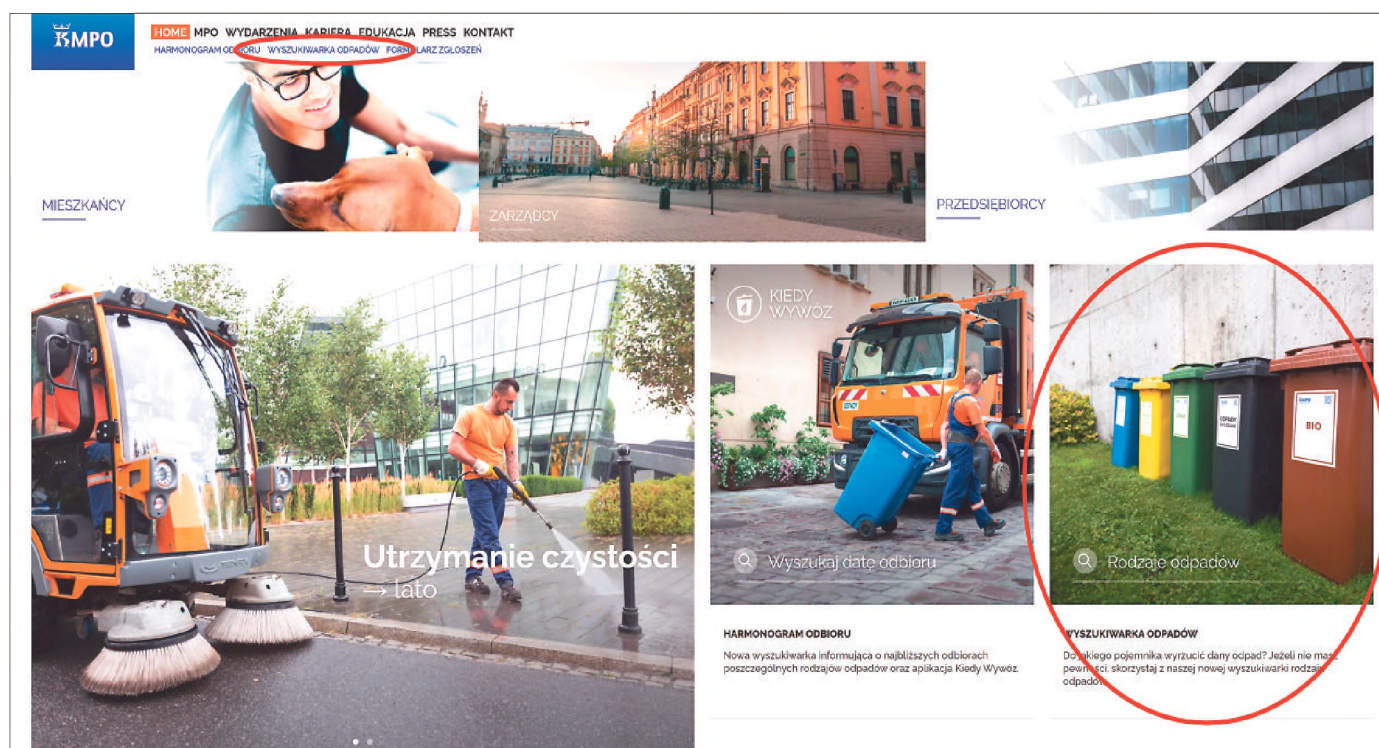 MPO
HOME MPO WYDARZENIA KARIERA EDUKACJA PRESS KONTAKT
HARMONOGRAM ODBIORU WYSZUKIWARKA ODPADÓW FORMULARZ ZGŁOSZEŃ
MIESZKAŃCY
ZARZĄDCY
PRZEDSIĘBIORCY
KIEDY
WYWÓZ
MPO
BIO
Utrzymanie czystości
→ lato
Wyszukaj datę odbioru
Rodzaje odpadów
HARMONOGRAM ODBIORU
Nowa wyszukiwarka informująca o najbliższych odbiorach
poszczególnych rodzajów odpadów oraz aplikacja Kiedy Wywóz.
WYSZUKIWARKA ODPADÓW
Do jakiego pojemnika wyrzucić dany odpad? Jeżeli nie masz
pewności, skorzystaj z naszej nowej wyszukiwarki rodzaju
odpadów.